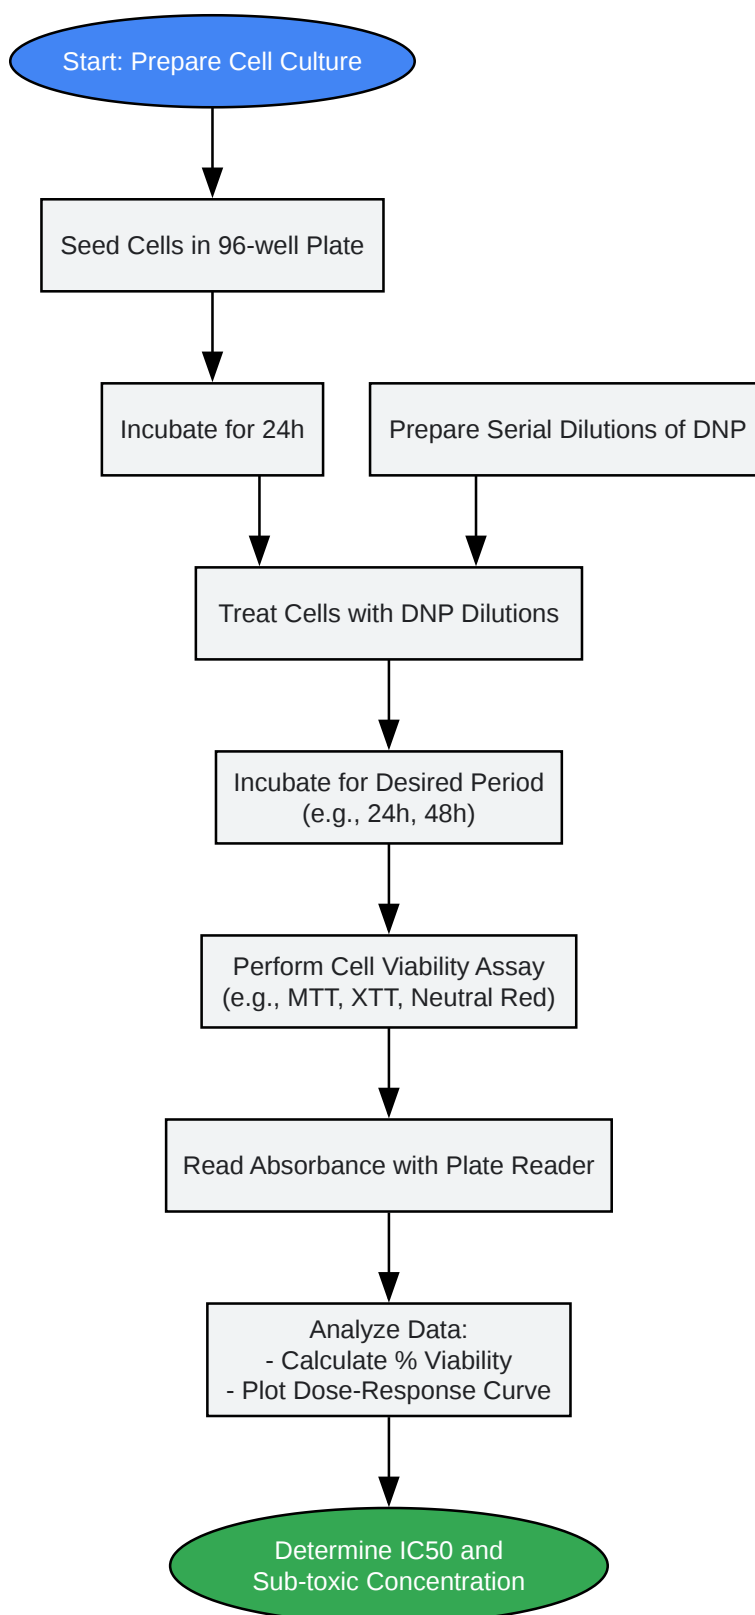 Start: Prepare Cell Culture
Seed Cells in 96-well Plate
Incubate for 24h
Prepare Serial Dilutions of DNP
Treat Cells with DNP Dilutions
Incubate for Desired Period
(e.g., 24h, 48h)
Perform Cell Viability Assay
(e.g., MTT, XTT, Neutral Red)
Read Absorbance with Plate Reader
Analyze Data:
- Calculate % Viability
- Plot Dose-Response Curve
Determine IC50 and
Sub-toxic Concentration